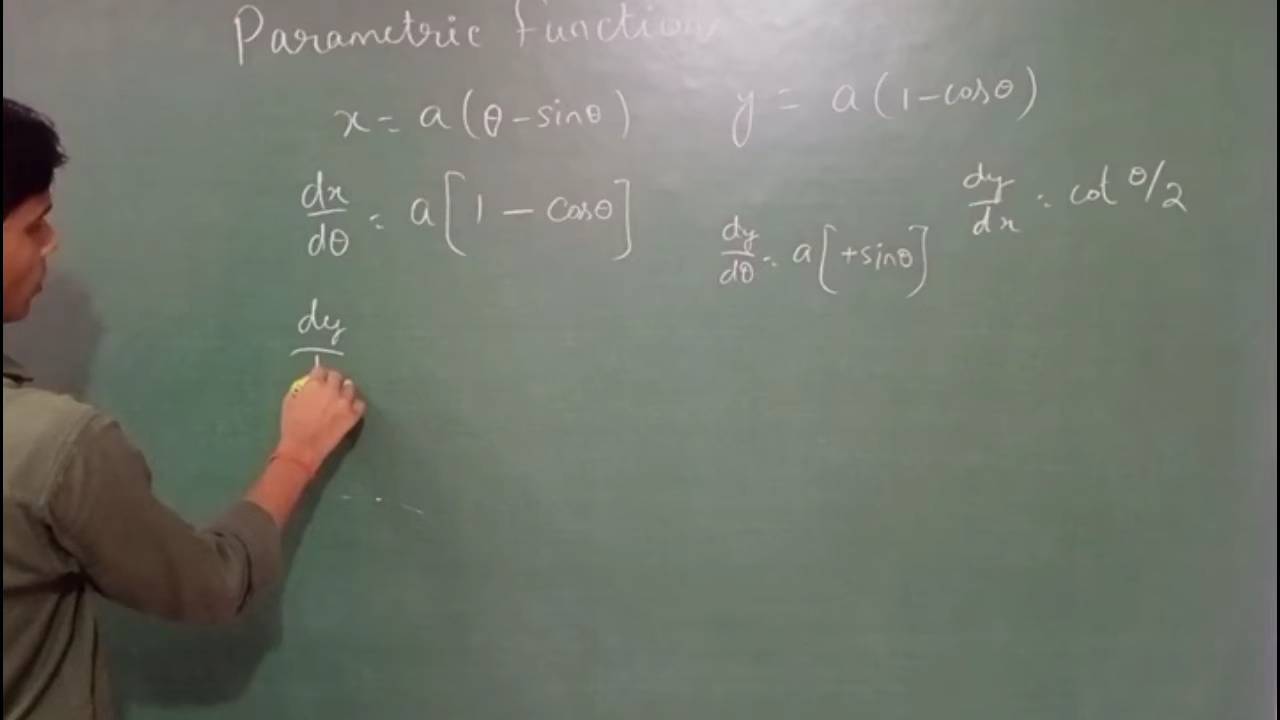 Parametric function
x = a(θ - sinθ) y = a(1 - cosθ)
dx/dθ = a[1 - cosθ] dy/dθ = a[+sinθ] dy/dx = cot θ/2
dy